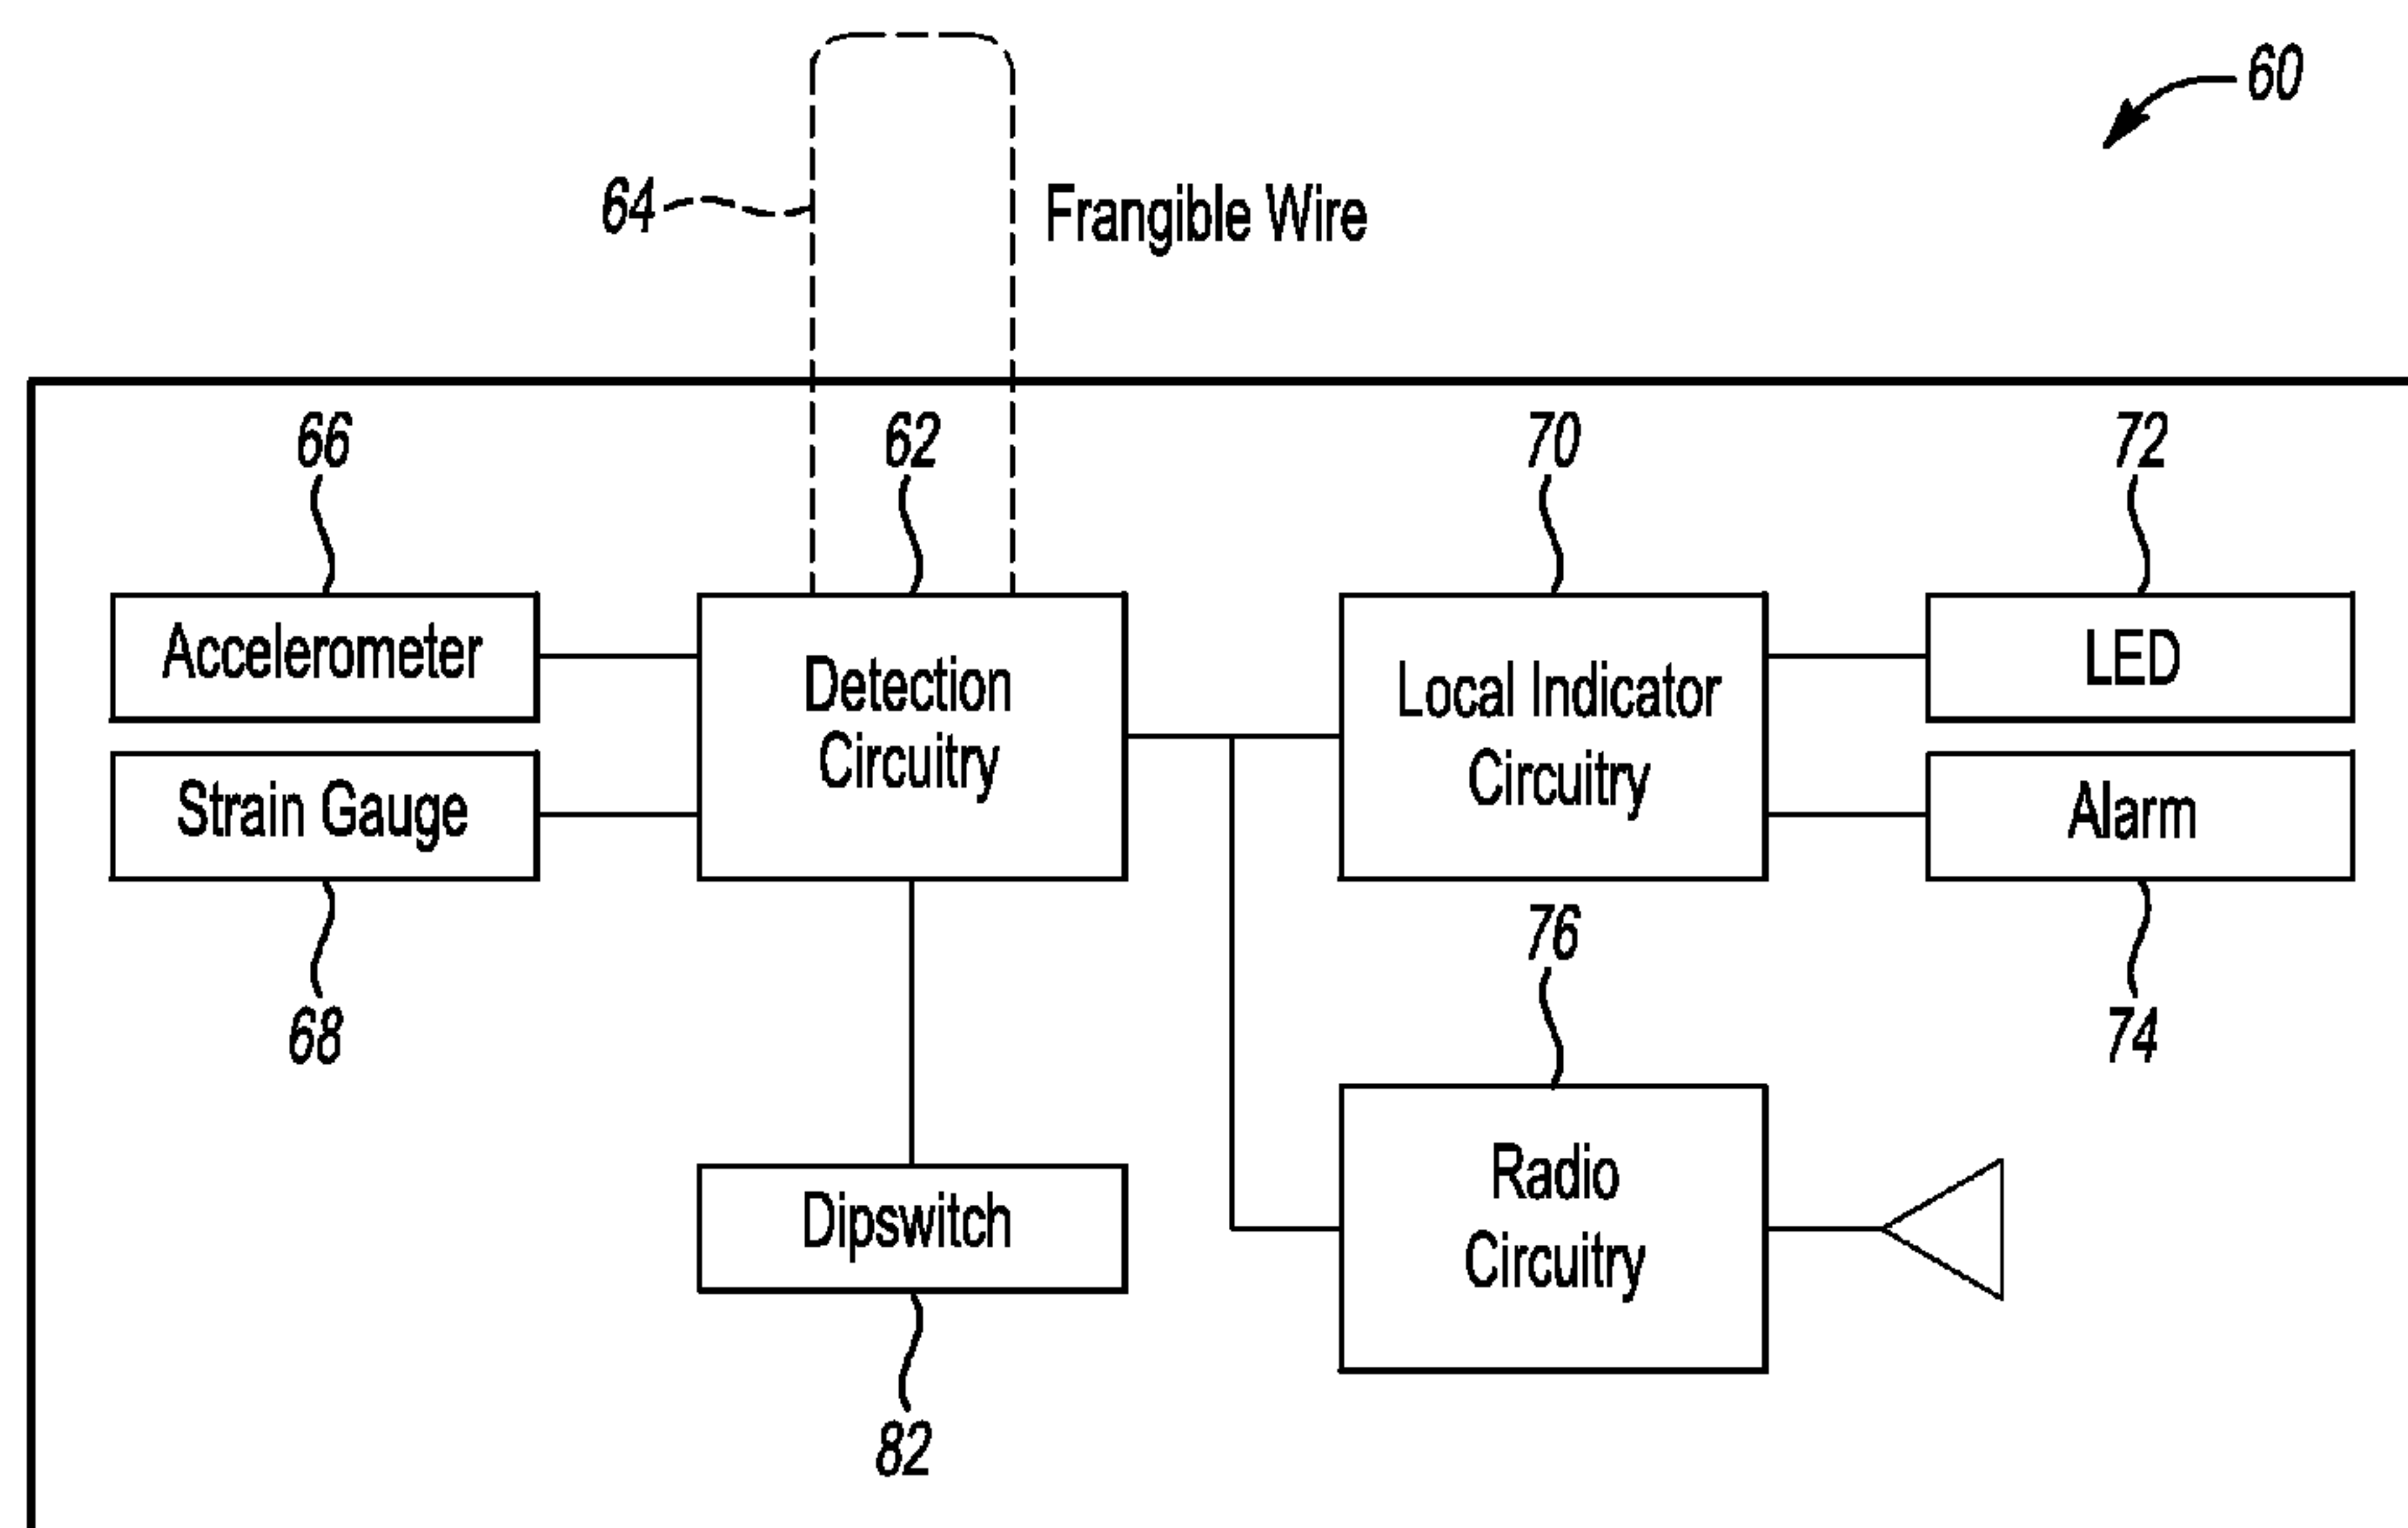 60
64
Frangible Wire
66
62
70
72
Accelerometer
Detection
Circuitry
Local Indicator
Circuitry
LED
Strain Gauge
Alarm
68
76
74
Dipswitch
Radio
Circuitry
82